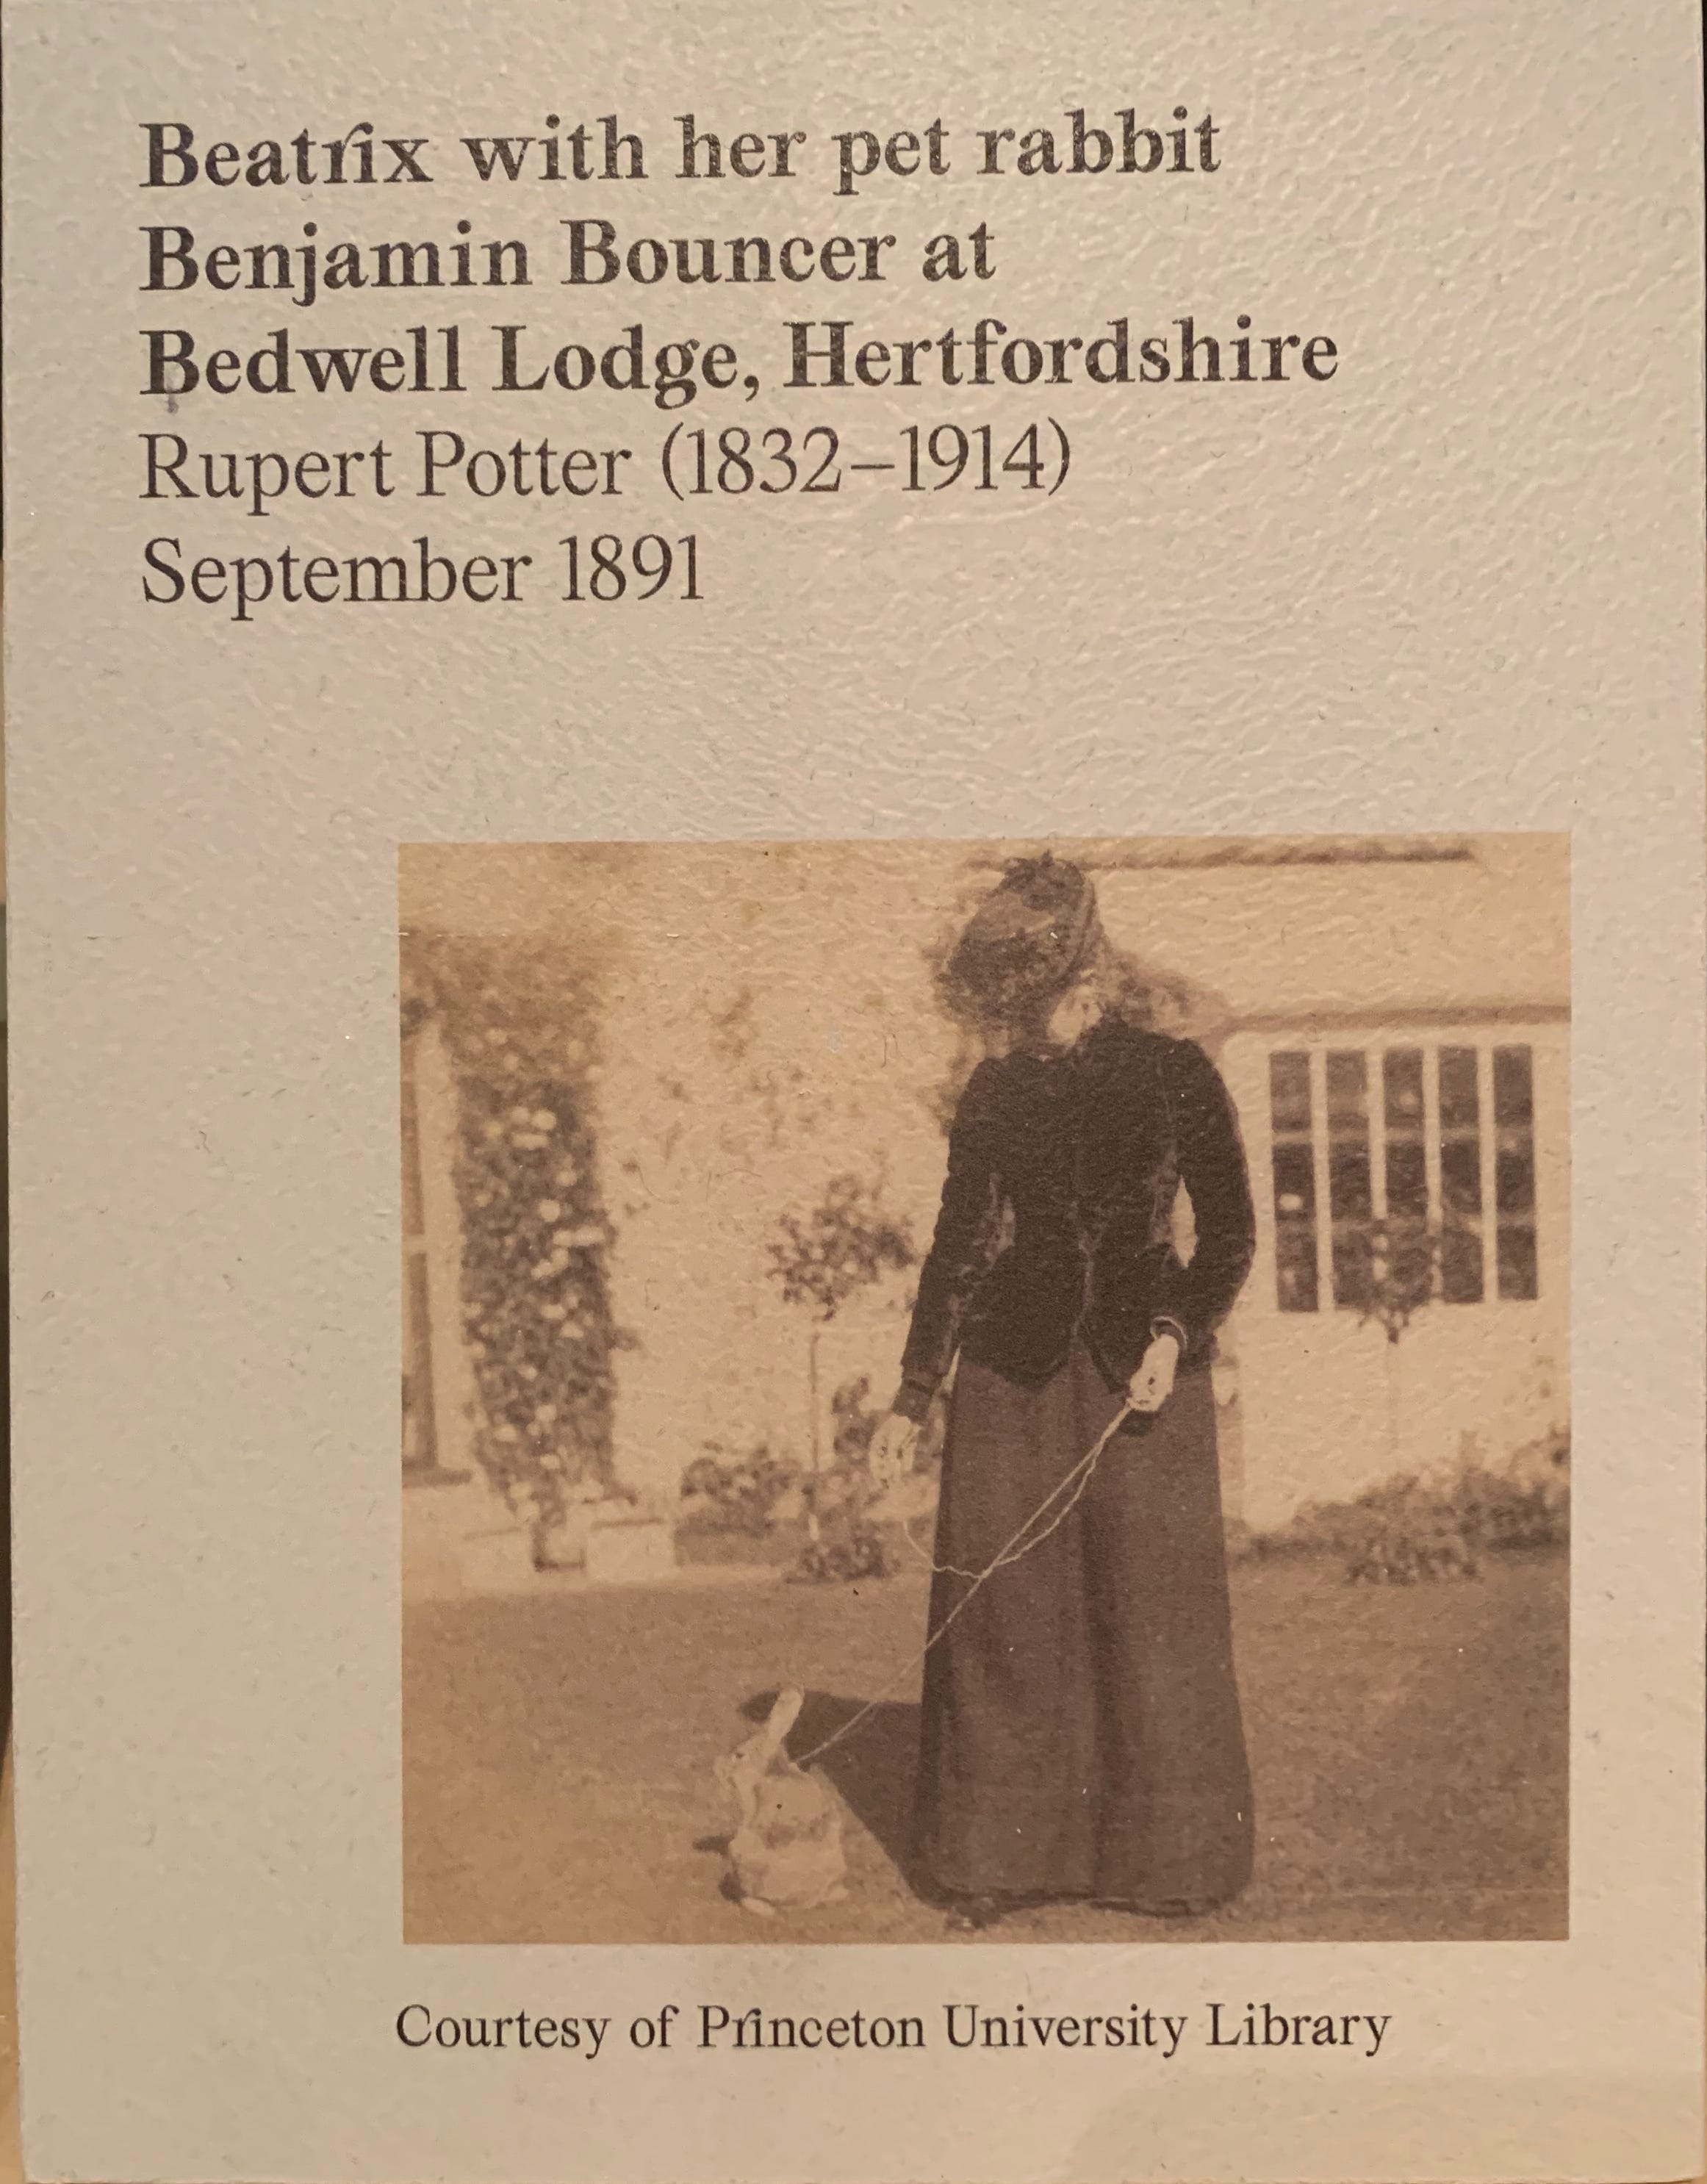 Beatrix with her pet rabbit
Benjamin Bouncer at
Bedwell Lodge, Hertfordshire
Rupert Potter (1832–1914)
September 1891
Courtesy of Princeton University Library